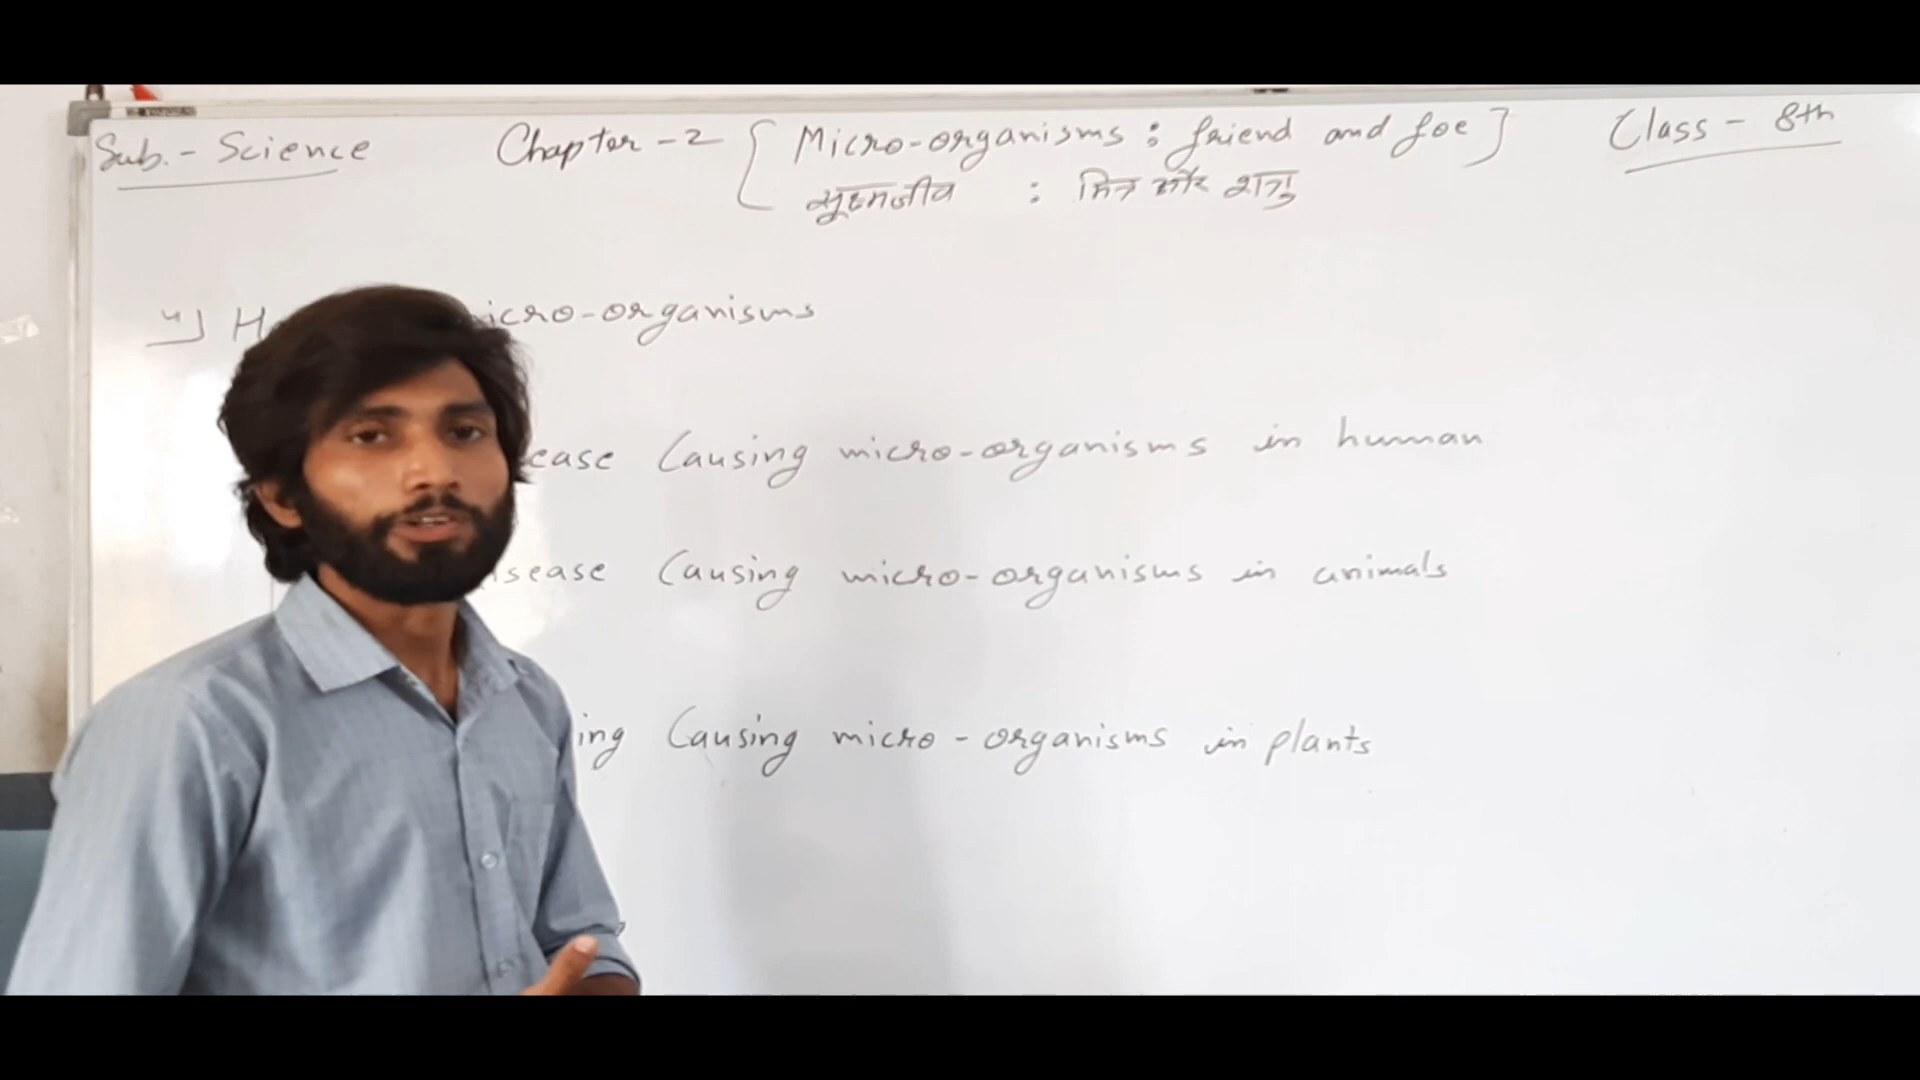 Sub. - Science Chapter - 2 { Micro-organisms : friend and foe } Class - 8th
सूक्ष्मजीव : मित्र और शत्रु
icro-organisms
ease Causing micro-organisms in human
isease Causing micro-organisms in animals
ing Causing micro-organisms in plants